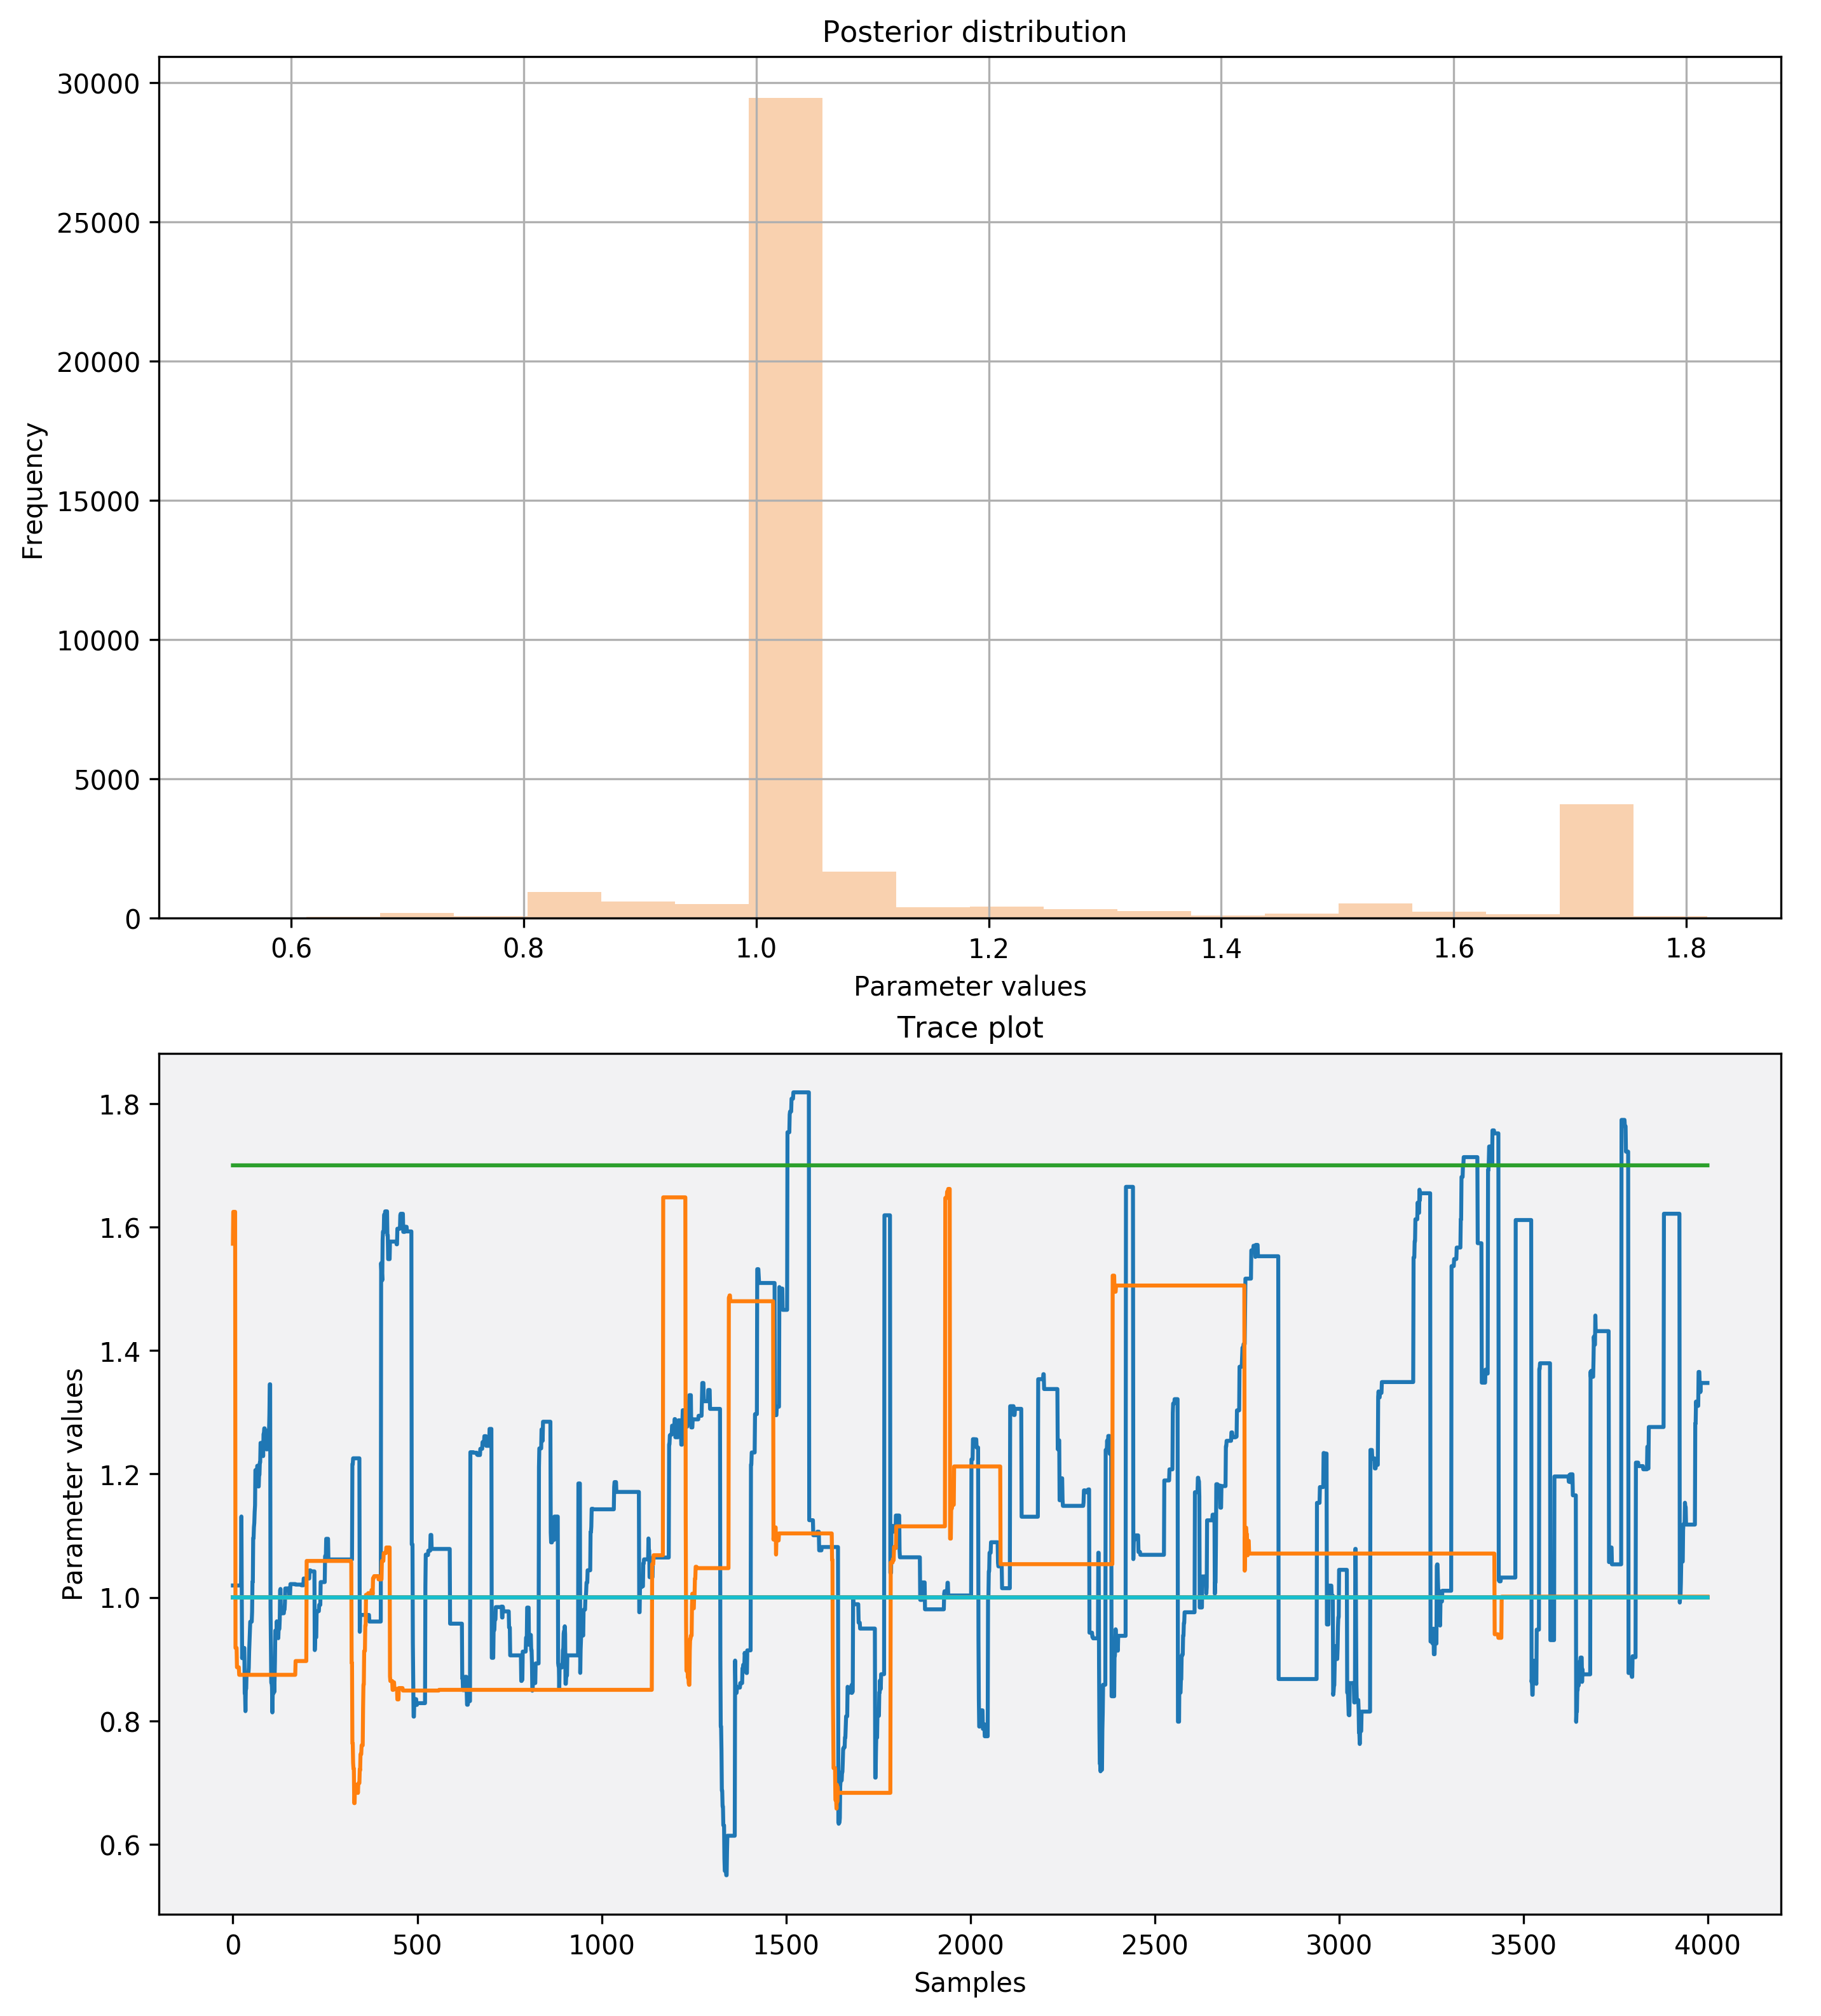 Posterior distribution
30000
25000
20000
15000
10000
5000
0
Frequency
0.6 0.8 1.0 1.2 1.4 1.6 1.8
Parameter values
Trace plot
1.8
1.6
1.4
1.2
1.0
0.8
0.6
Parameter values
0 500 1000 1500 2000 2500 3000 3500 4000
Samples